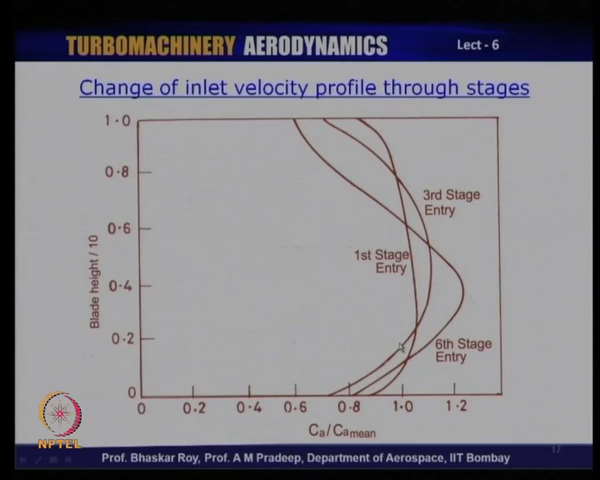 TURBOMACHINERY AERODYNAMICS
Lect - 6
Change of inlet velocity profile through stages
1·0
0·8
0·6
0·4
0·2
0
Blade height / 10
3rd Stage
Entry
1st Stage
Entry
6th Stage
Entry
0
0·2
0·4
0·6
0·8
1·0
1·2
Ca / Camean
NPTEL
12
Prof. Bhaskar Roy, Prof. A M Pradeep, Department of Aerospace, IIT Bombay